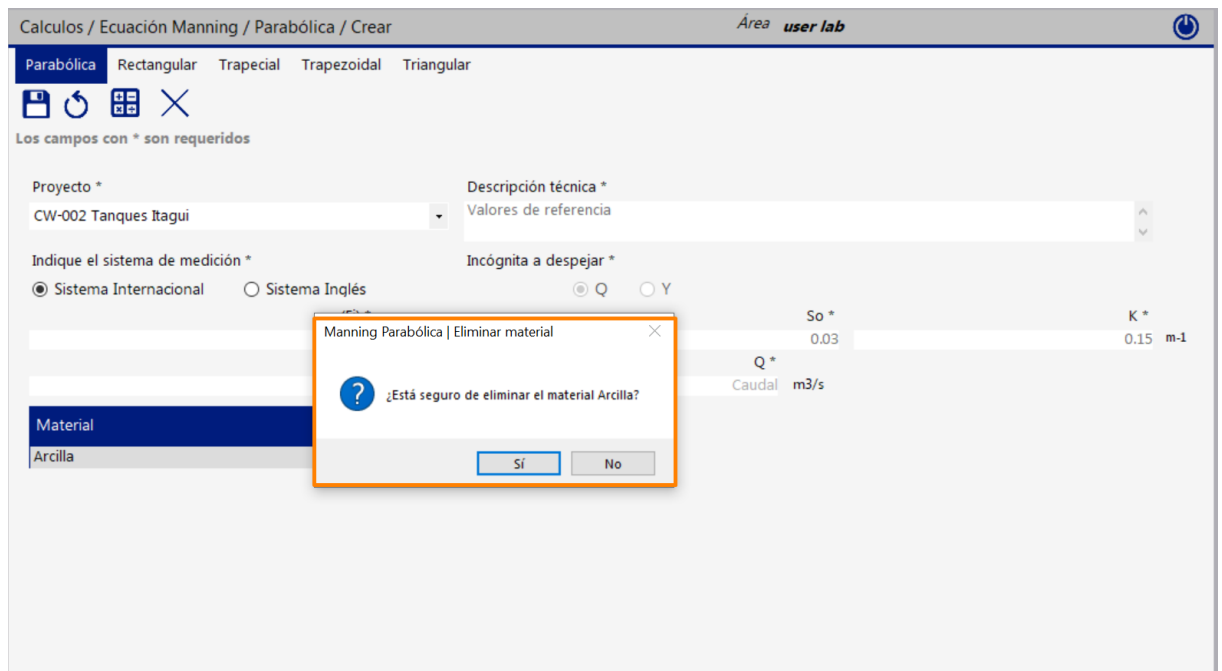 Calculos / Ecuación Manning / Parabólica / Crear
Área user lab
Parabólica Rectangular Trapecial Trapezoidal Triangular
Los campos con * son requeridos
Proyecto *
Descripción técnica *
CW-002 Tanques Itagui
Valores de referencia
Indique el sistema de medición *
Incógnita a despejar *
Sistema Internacional Sistema Inglés
Q Y
So * K *
0.03 0.15 m-1
Q *
Caudal m3/s
Material
Arcilla
Manning Parabólica | Eliminar material
¿Está seguro de eliminar el material Arcilla?
Sí No